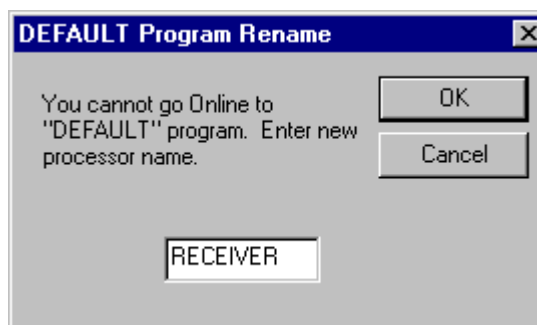 DEFAULT Program Rename
You cannot go Online to
"DEFAULT" program.  Enter new
processor name.
OK
Cancel
RECEIVER